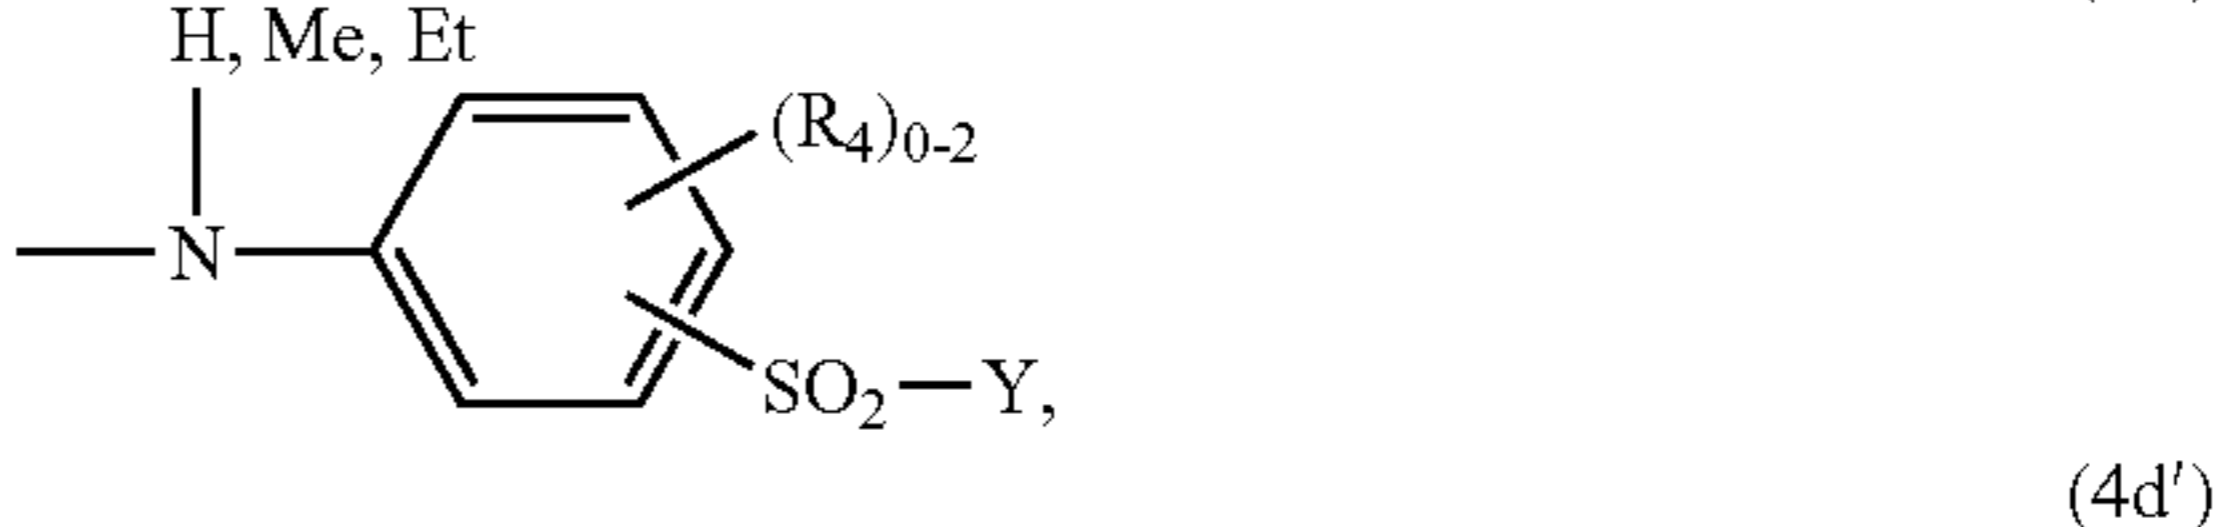 H, Me, Et
(R4)0-2
N
SO2—Y,
(4d′)